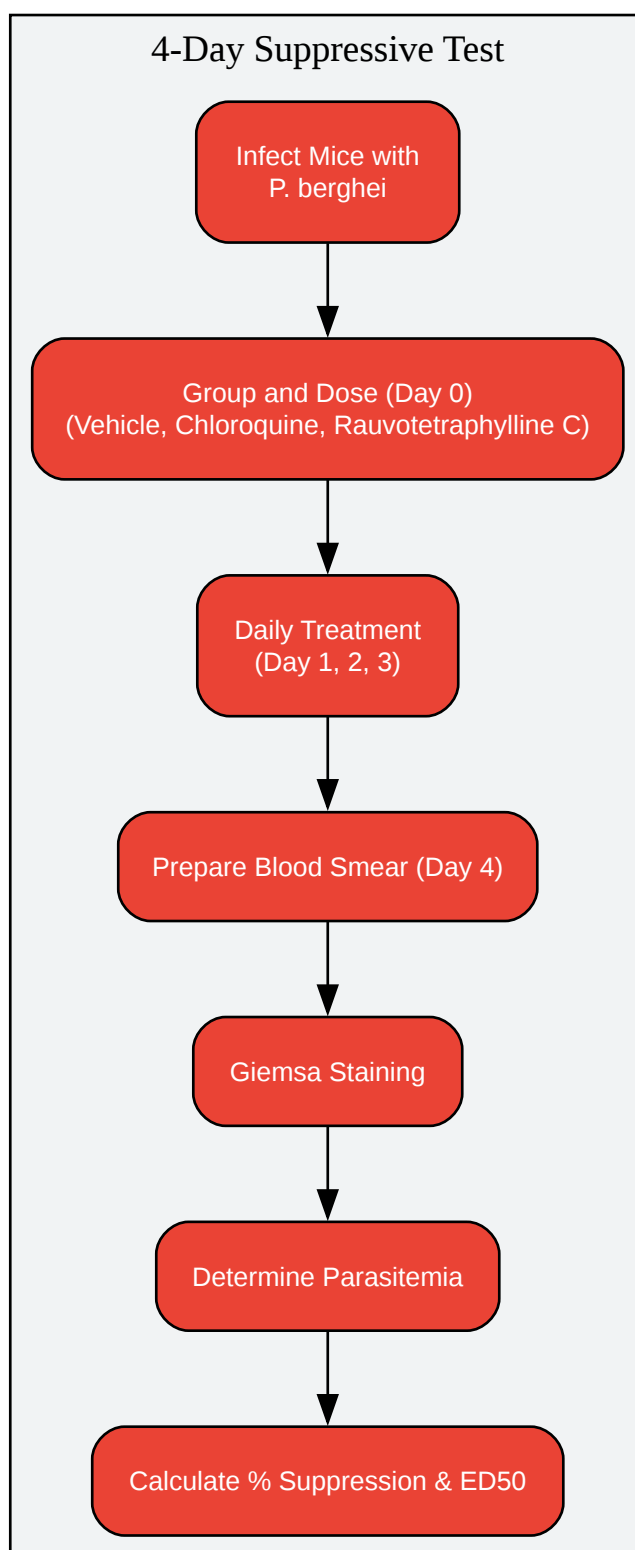 4-Day Suppressive Test
Infect Mice with
P. berghei
Group and Dose (Day 0)
(Vehicle, Chloroquine, Rauvotetraphylline C)
Daily Treatment
(Day 1, 2, 3)
Prepare Blood Smear (Day 4)
Giemsa Staining
Determine Parasitemia
Calculate % Suppression & ED50